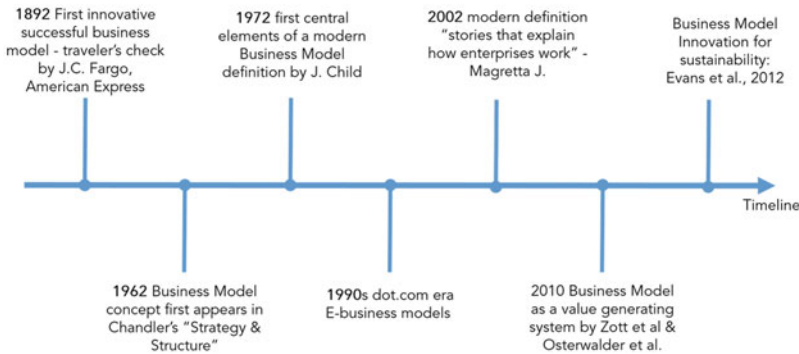 1892 First innovative
successful business
model - traveler's check
by J.C. Fargo,
American Express
1972 first central
elements of a modern
Business Model
definition by J. Child
2002 modern definition
“stories that explain
how enterprises work” -
Magretta J.
Business Model
Innovation for
sustainability:
Evans et al., 2012
Timeline
1962 Business Model
concept first appears in
Chandler's “Strategy &
Structure”
1990s dot.com era
E-business models
2010 Business Model
as a value generating
system by Zott et al &
Osterwalder et al.